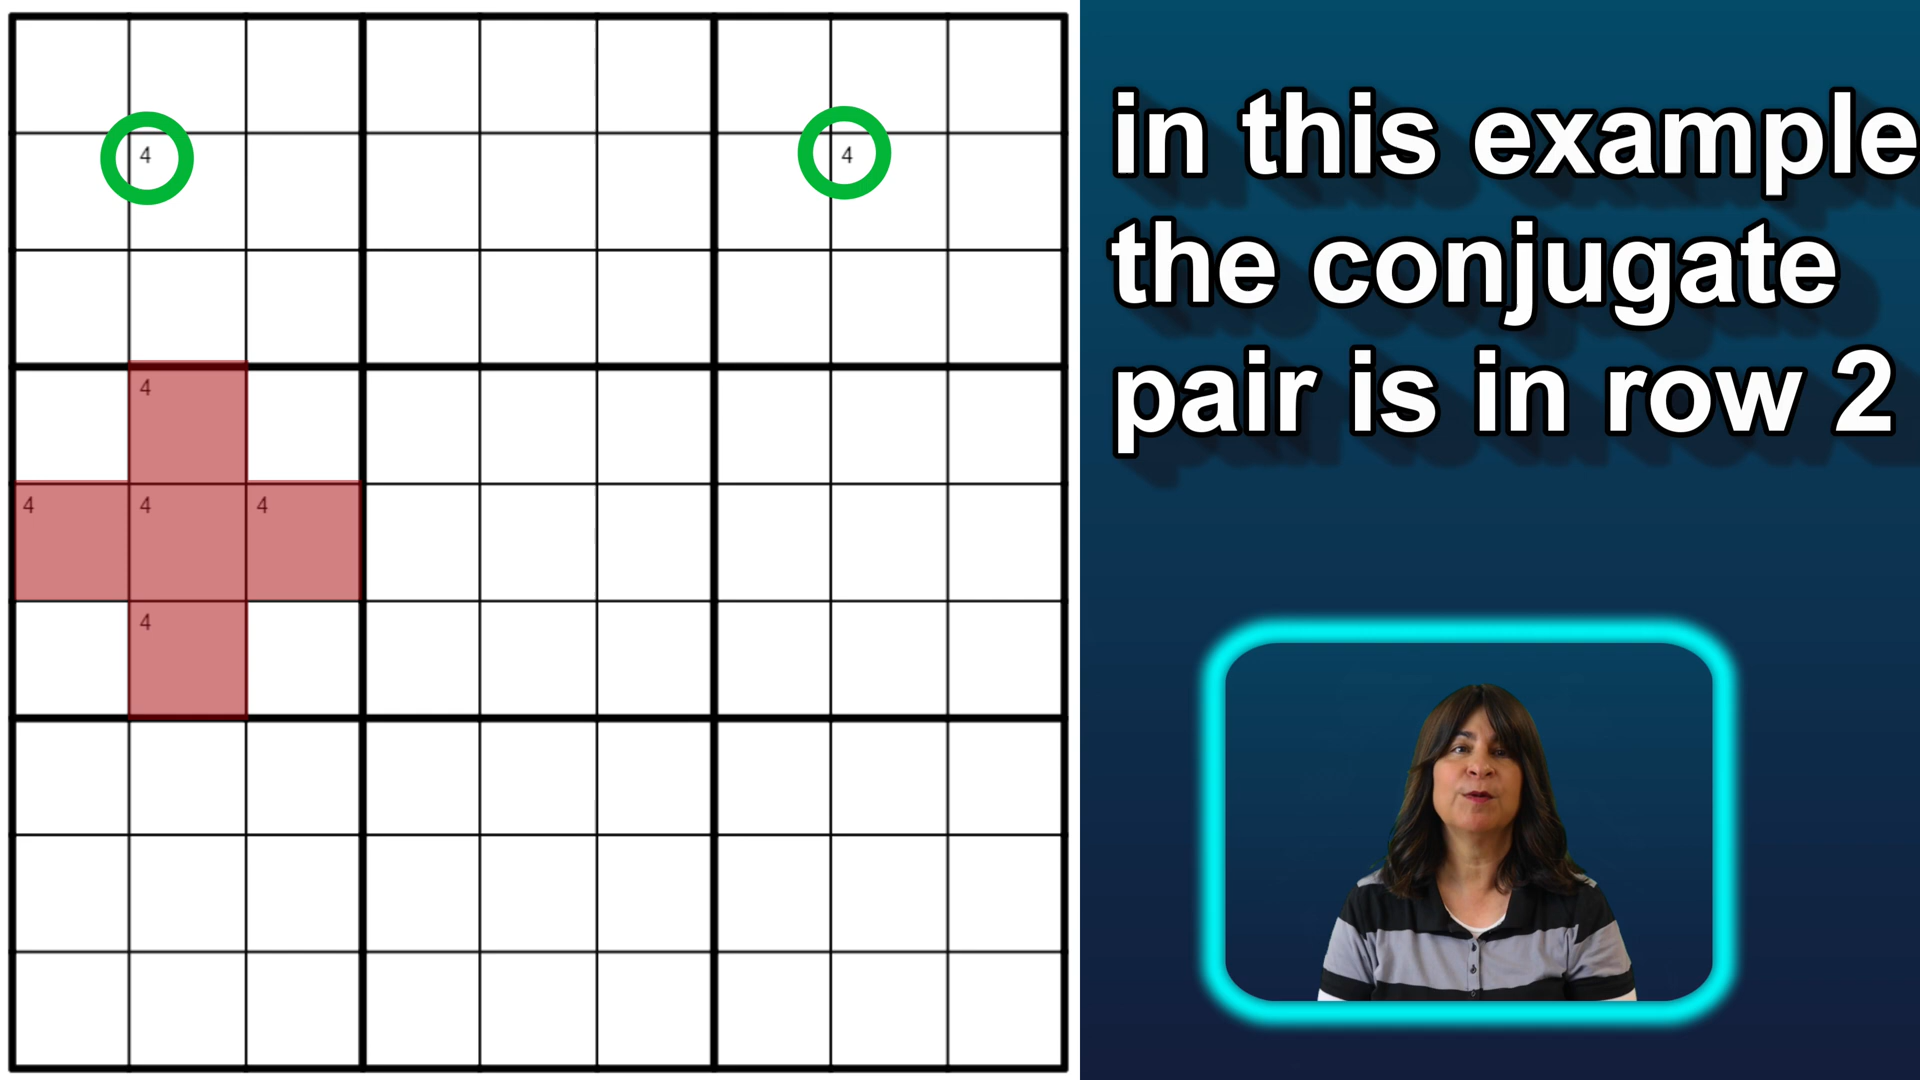 4 4
in this example
the conjugate
pair is in row 2
4
4 4 4
4